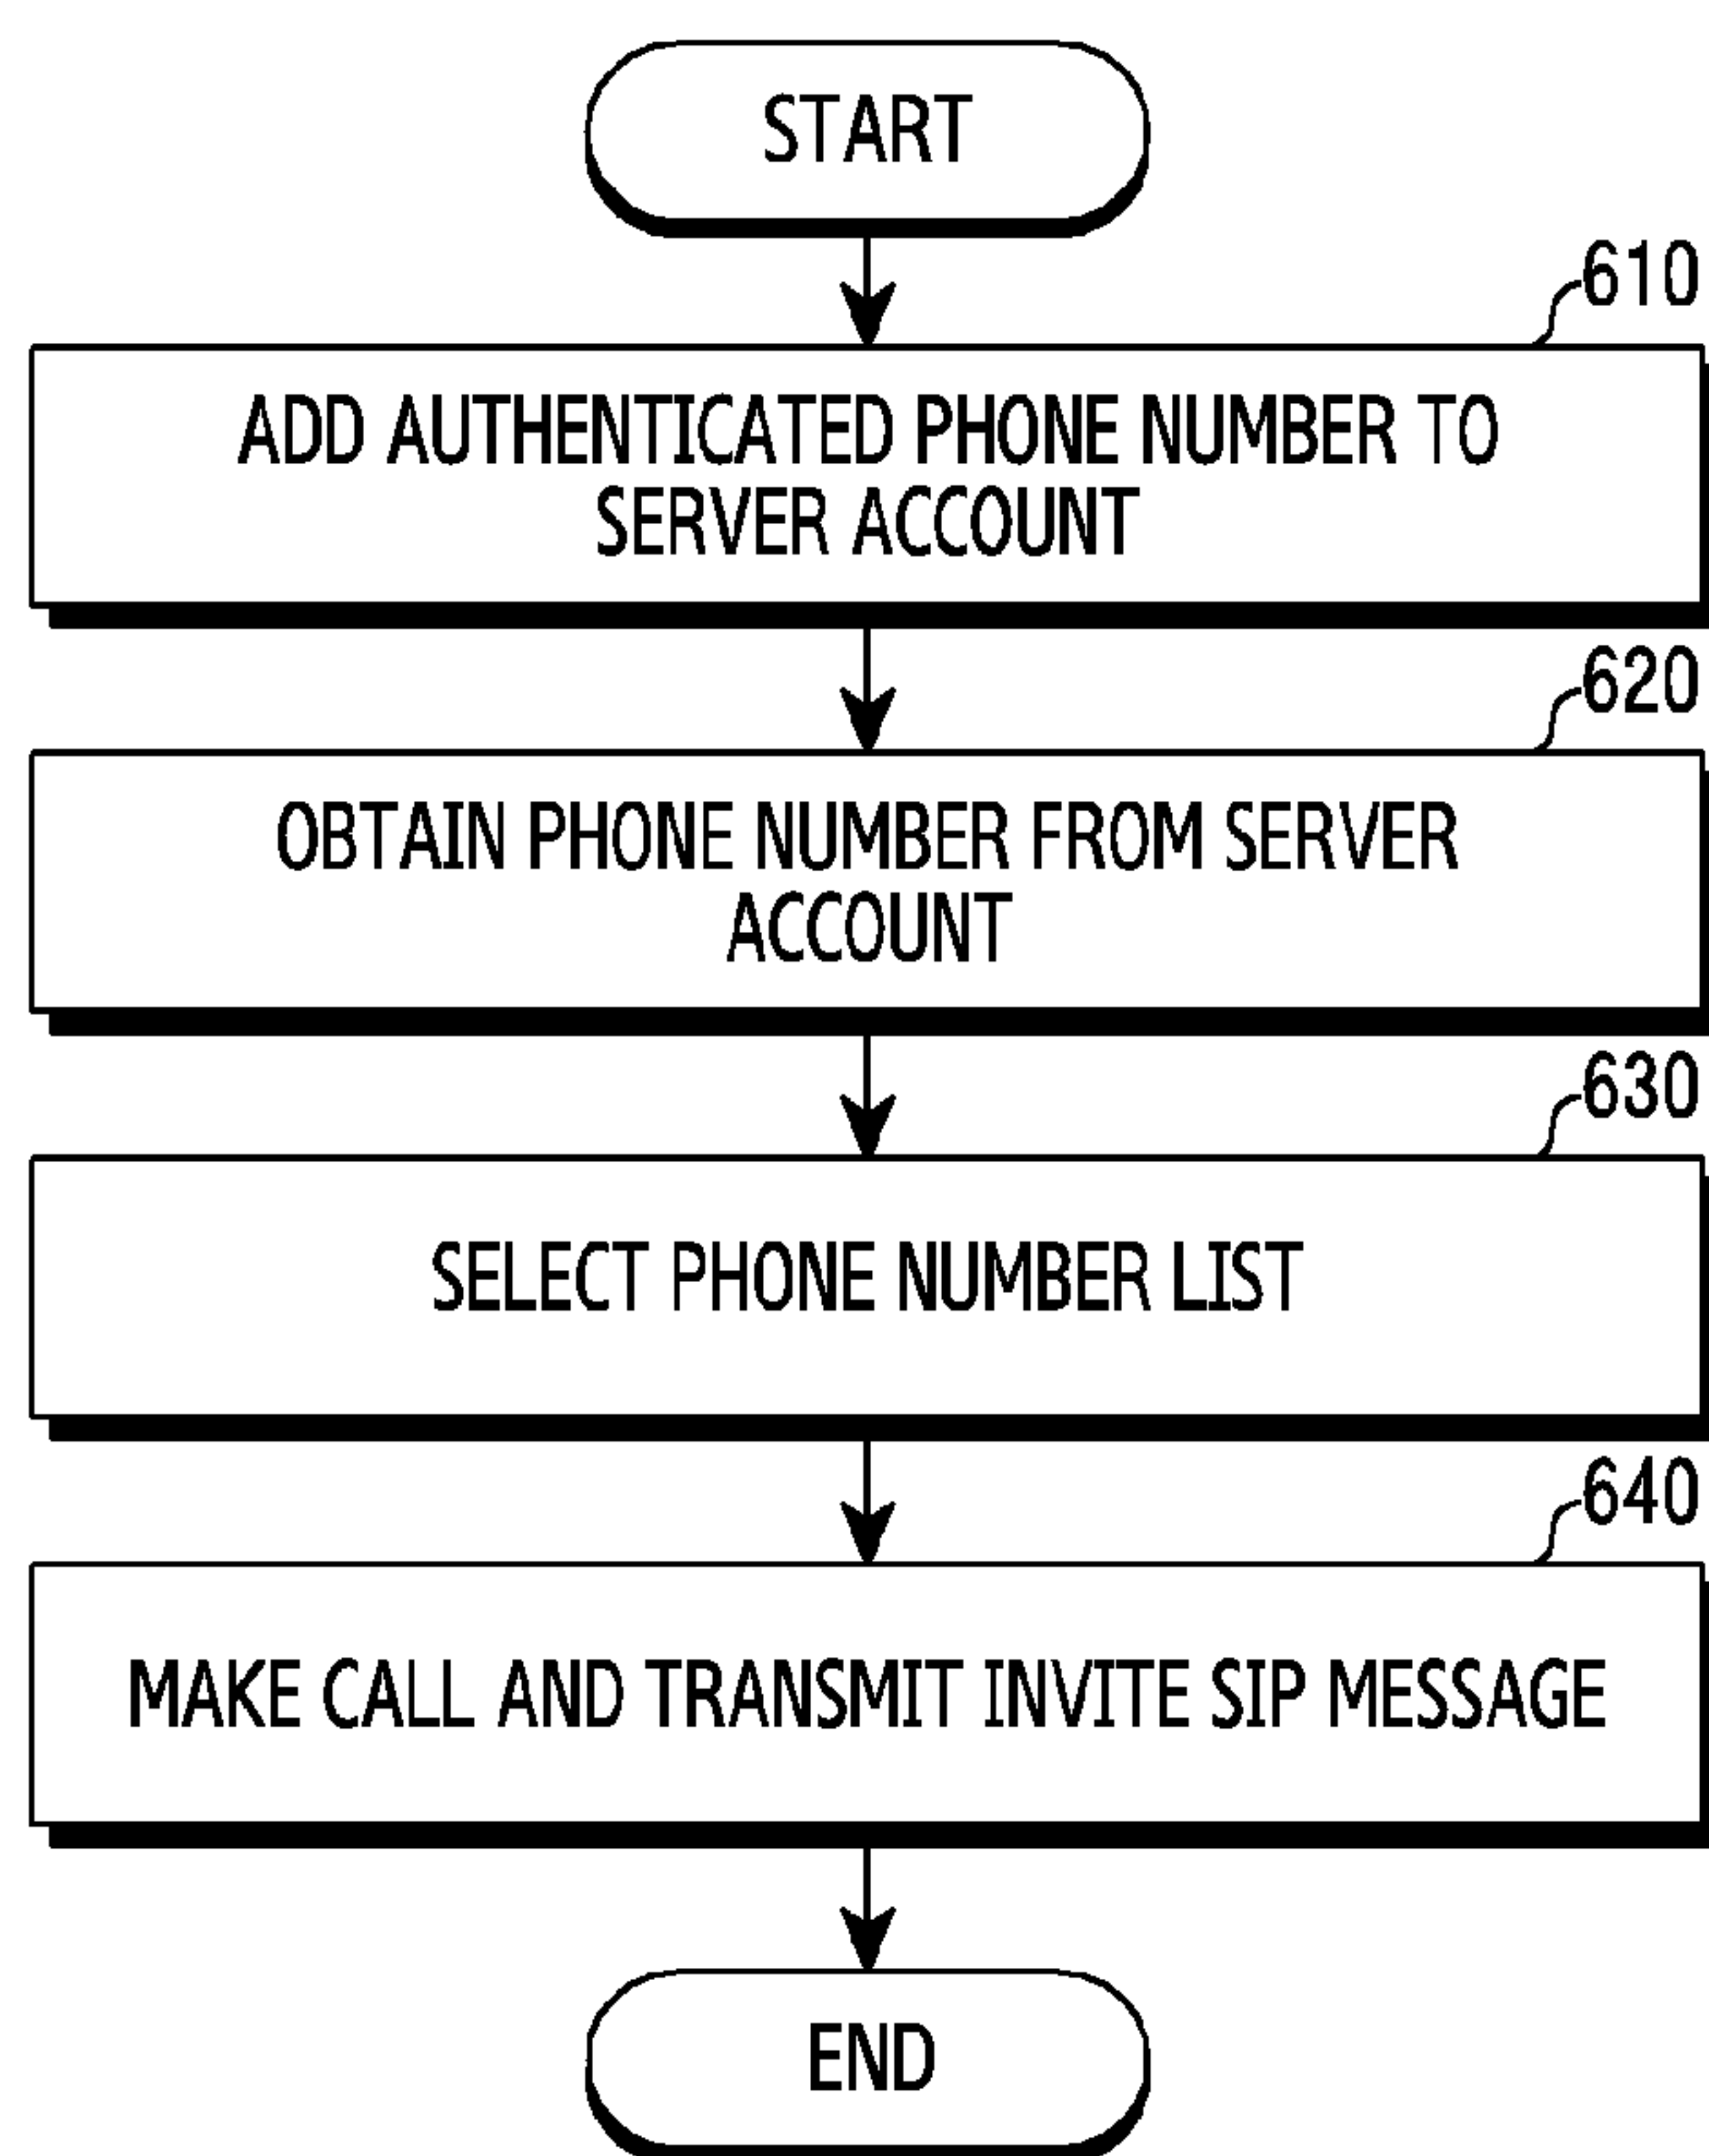 START
610
ADD AUTHENTICATED PHONE NUMBER TO
SERVER ACCOUNT
620
OBTAIN PHONE NUMBER FROM SERVER
ACCOUNT
630
SELECT PHONE NUMBER LIST
640
MAKE CALL AND TRANSMIT INVITE SIP MESSAGE
END